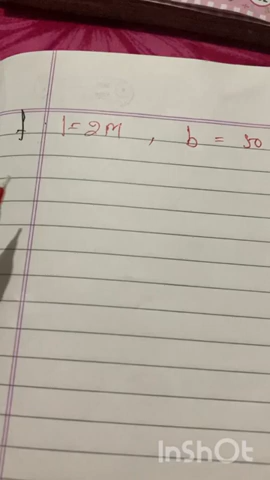 l = 2m , b = 50
InShOt